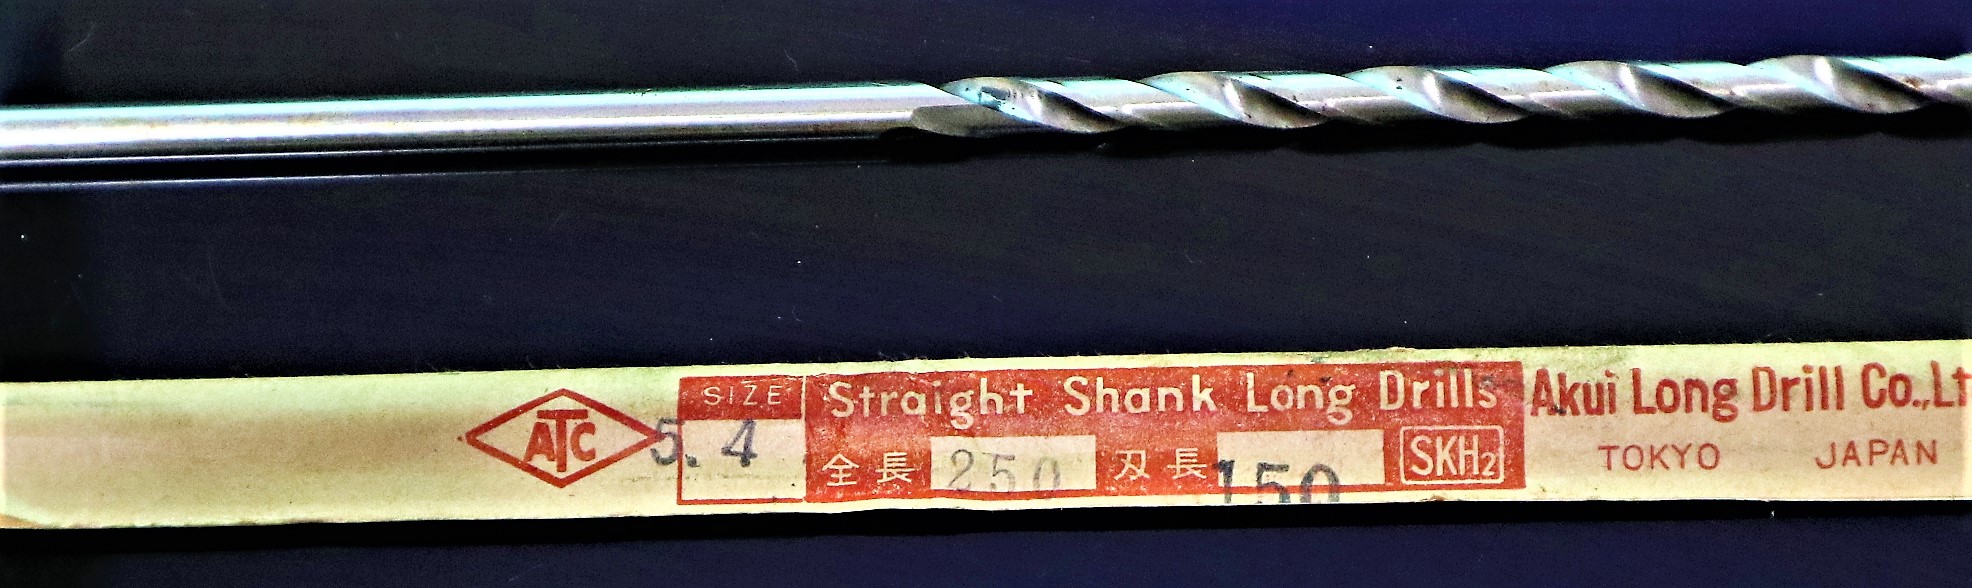 ATC
SIZE
5.4
Straight Shank Long Drills
全長 250 刃長 150 SKH2
Akui Long Drill Co.,Lt
TOKYO JAPAN